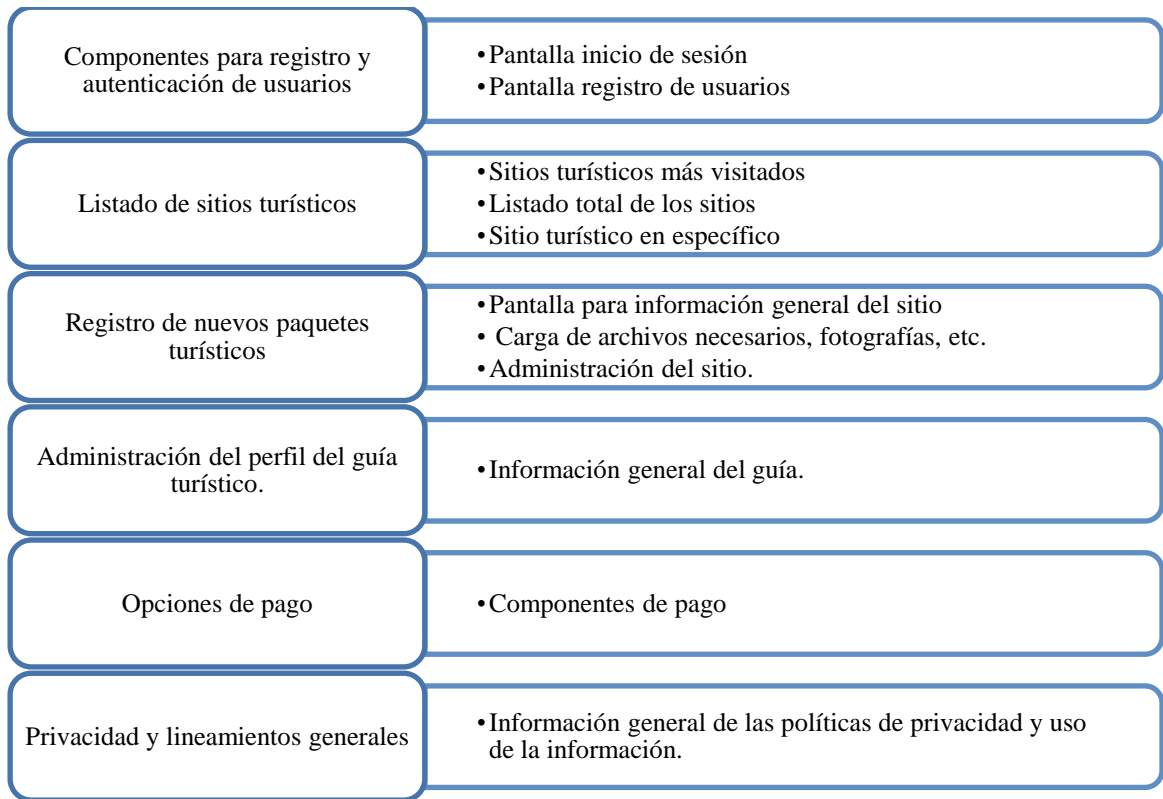 Componentes para registro y
autenticación de usuarios
•Pantalla inicio de sesión
•Pantalla registro de usuarios
Listado de sitios turísticos
•Sitios turísticos más visitados
•Listado total de los sitios
•Sitio turístico en específico
Registro de nuevos paquetes
turísticos
•Pantalla para información general del sitio
• Carga de archivos necesarios, fotografías, etc.
•Administración del sitio.
Administración del perfil del guía
turístico.
•Información general del guía.
Opciones de pago
•Componentes de pago
Privacidad y lineamientos generales
•Información general de las políticas de privacidad y uso
de la información.